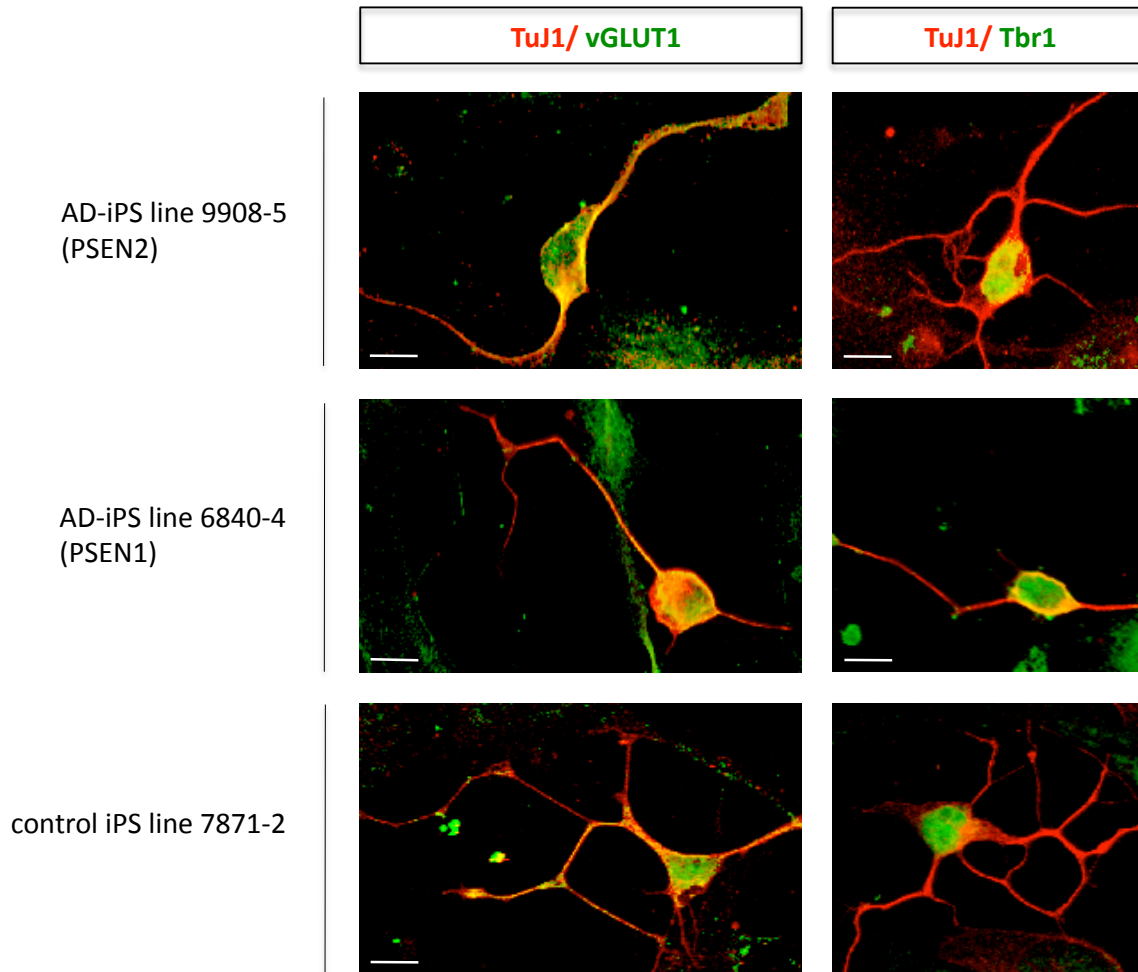 TuJ1/ vGLUT1
TuJ1/ Tbr1
AD-iPS line 9908-5
(PSEN2)
AD-iPS line 6840-4
(PSEN1)
control iPS line 7871-2